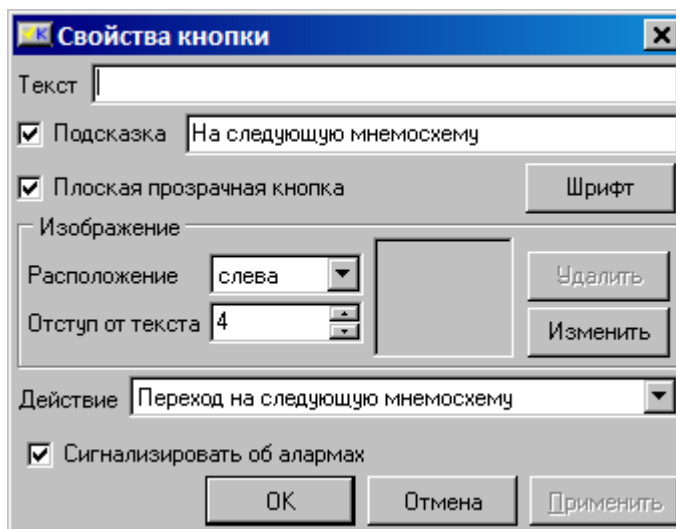 Свойства кнопки
Текст
Подсказка На следующую мнемосхему
Плоская прозрачная кнопка Шрифт
Изображение
Расположение слева Удалить
Отступ от текста 4 Изменить
Действие Переход на следующую мнемосхему
Сигнализировать об алармах
OK Отмена Применить